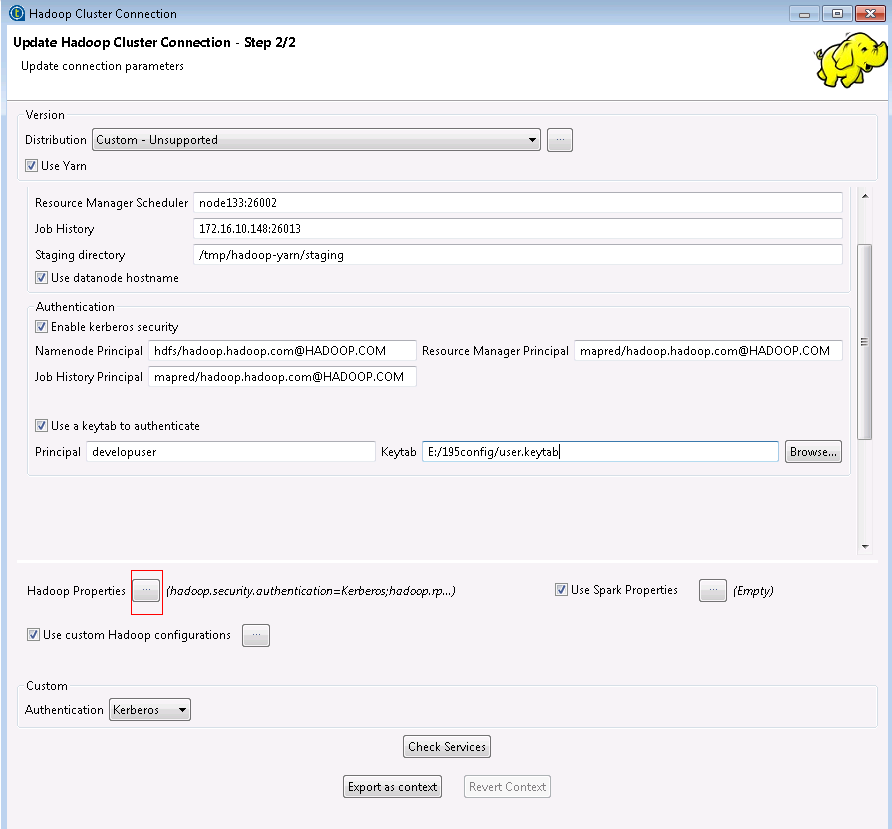 Hadoop Cluster Connection
Update Hadoop Cluster Connection - Step 2/2
Update connection parameters
Version
Distribution Custom - Unsupported ...
Use Yarn
Resource Manager Scheduler node133:26002
Job History 172.16.10.148:26013
Staging directory /tmp/hadoop-yarn/staging
Use datanode hostname
Authentication
Enable kerberos security
Namenode Principal hdfs/hadoop.hadoop.com@HADOOP.COM Resource Manager Principal mapred/hadoop.hadoop.com@HADOOP.COM
Job History Principal mapred/hadoop.hadoop.com@HADOOP.COM
Use a keytab to authenticate
Principal developuser Keytab E:/195config/user.keytab Browse...
Hadoop Properties ... (hadoop.security.authentication=Kerberos;hadoop.rp...) Use Spark Properties ... (Empty)
Use custom Hadoop configurations ...
Custom
Authentication Kerberos
Check Services
Export as context Revert Context